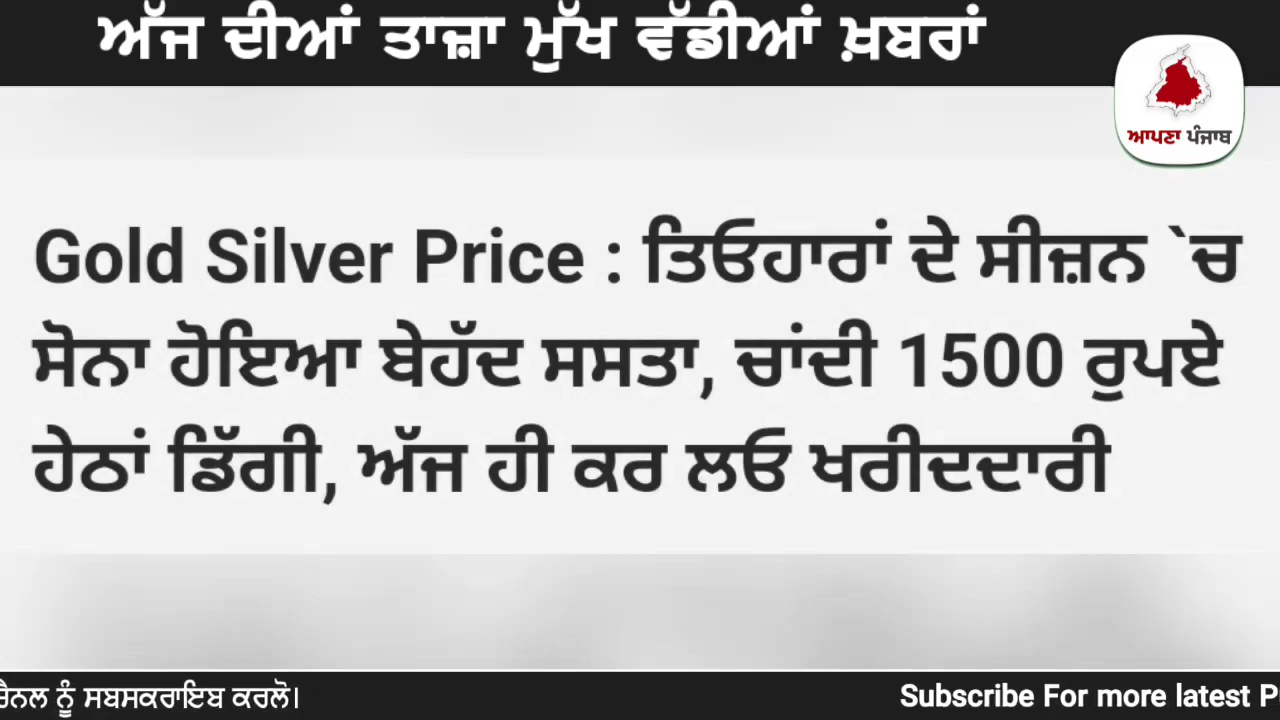 ਅੱਜ ਦੀਆਂ ਤਾਜ਼ਾ ਮੁੱਖ ਵੱਡੀਆਂ ਖ਼ਬਰਾਂ
ਆਪਣਾ ਪੰਜਾਬ
Gold Silver Price : ਤਿਓਹਾਰਾਂ ਦੇ ਸੀਜ਼ਨ `ਚ
ਸੋਨਾ ਹੋਇਆ ਬੇਹੱਦ ਸਸਤਾ, ਚਾਂਦੀ 1500 ਰੁਪਏ
ਹੇਠਾਂ ਡਿੱਗੀ, ਅੱਜ ਹੀ ਕਰ ਲਓ ਖਰੀਦਦਾਰੀ
ਨੂੰ ਸਬਸਕਰਾਇਬ ਕਰਲੋ। Subscribe For more latest